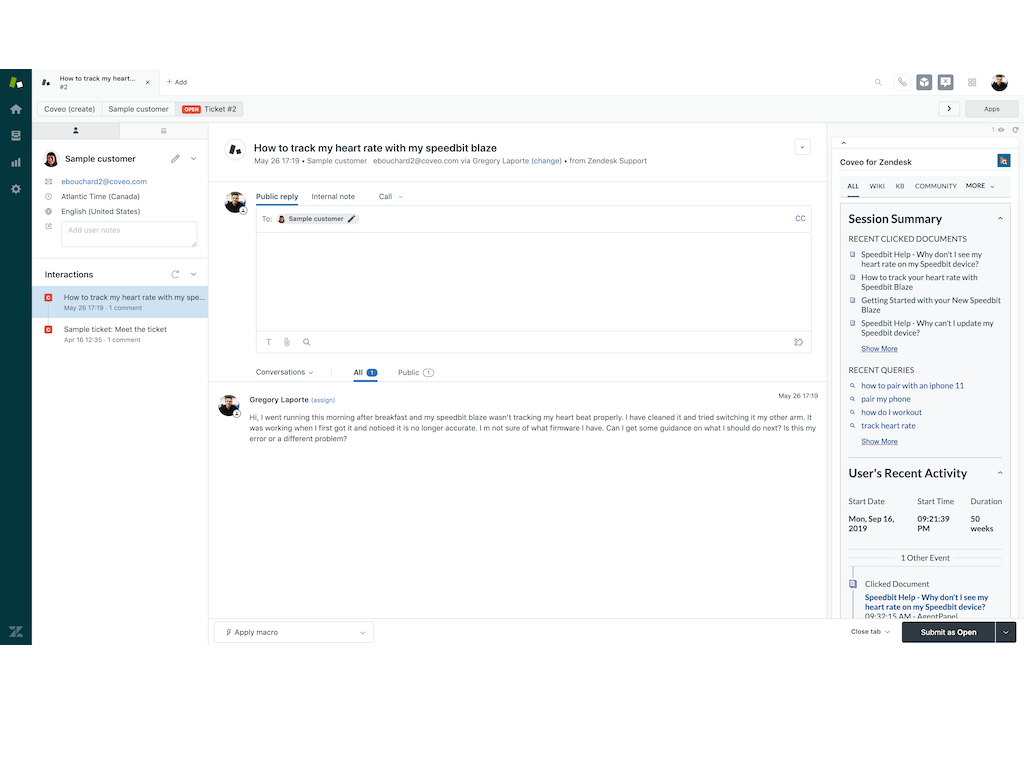 How to track my heart...
#2
+ Add
Coveo (create)
Sample customer
OPEN Ticket #2
Apps
Sample customer
ebouchard2@coveo.com
Atlantic Time (Canada)
English (United States)
Add user notes
Interactions
How to track my heart rate with my spe...
May 26 17:19 · 1 comment
Sample ticket: Meet the ticket
Apr 16 12:35 · 1 comment
How to track my heart rate with my speedbit blaze
May 26 17:19 • Sample customer ebouchard2@coveo.com via Gregory Laporte (change) • from Zendesk Support
Public reply
Internal note
Call
To: Sample customer
CC
T
Conversations
All 1
Public 1
Gregory Laporte (assign)
May 26 17:19
Hi, I went running this morning after breakfast and my speedbit blaze wasn't tracking my heart beat properly. I have cleaned it and tried switching it my other arm. It
was working when I first got it and noticed it is no longer accurate. I m not sure of what firmware I have. Can I get some guidance on what I should do next? Is this my
error or a different problem?
Apply macro
Close tab
Submit as Open
1
Coveo for Zendesk
ALL
WIKI
KB
COMMUNITY
MORE
Session Summary
RECENT CLICKED DOCUMENTS
Speedbit Help - Why don't I see my
heart rate on my Speedbit device?
How to track your heart rate with
Speedbit Blaze
Getting Started with your New Speedbit
Blaze
Speedbit Help - Why can't I update my
Speedbit device?
Show More
RECENT QUERIES
how to pair with an iphone 11
pair my phone
how do I workout
track heart rate
Show More
User's Recent Activity
Start Date
Start Time
Duration
Mon, Sep 16,
2019
09:21:39
PM
50
weeks
1 Other Event
Clicked Document
Speedbit Help - Why don't I see my
heart rate on my Speedbit device?
09:32:15 AM - AgentPanel